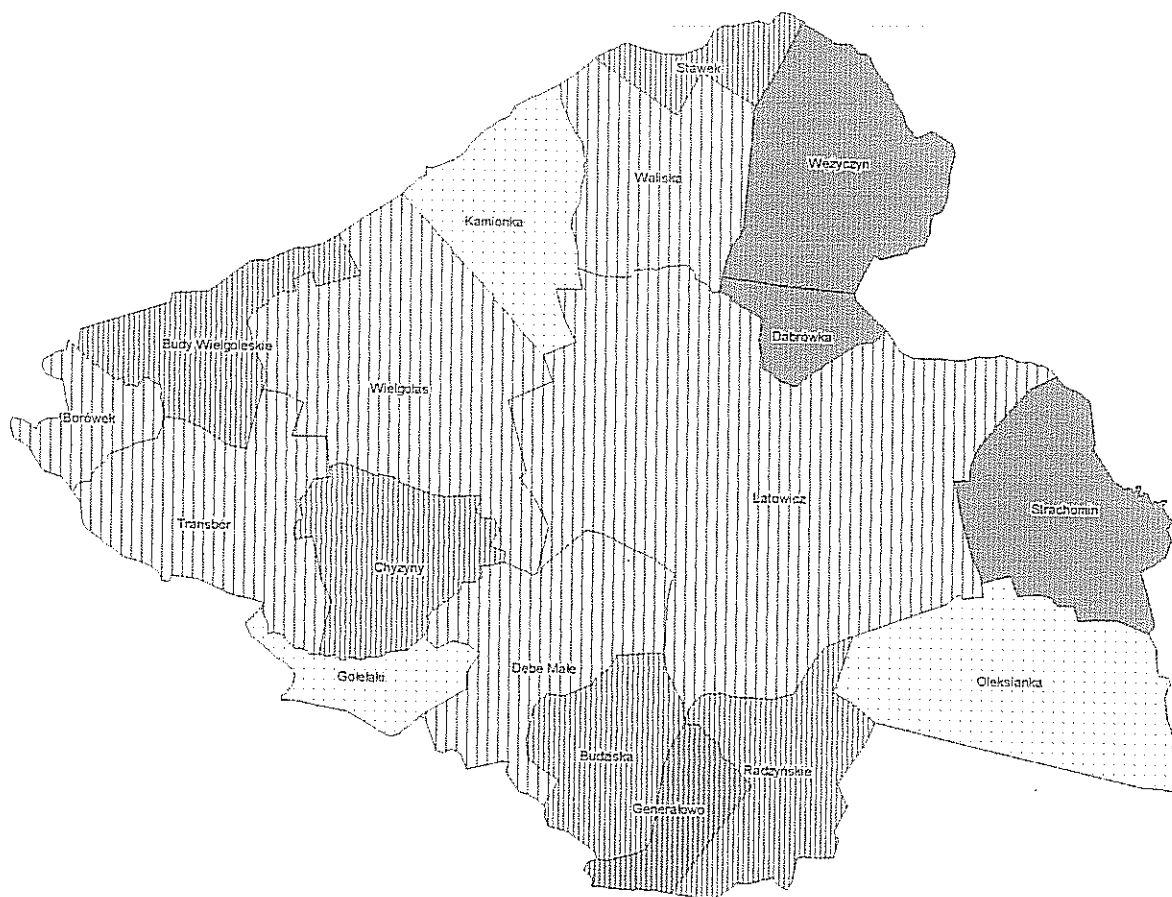 Stawek
Wężyczyn
Waliska
Kamionka
Dąbrówka
Budy Wielgoleskie
Wielgolas
Borówek
Latowicz
Strachomin
Transbór
Chyżyny
Gołełąki
Dębe Małe
Oleksianka
Budziska
Radzyńskie
Generałowo